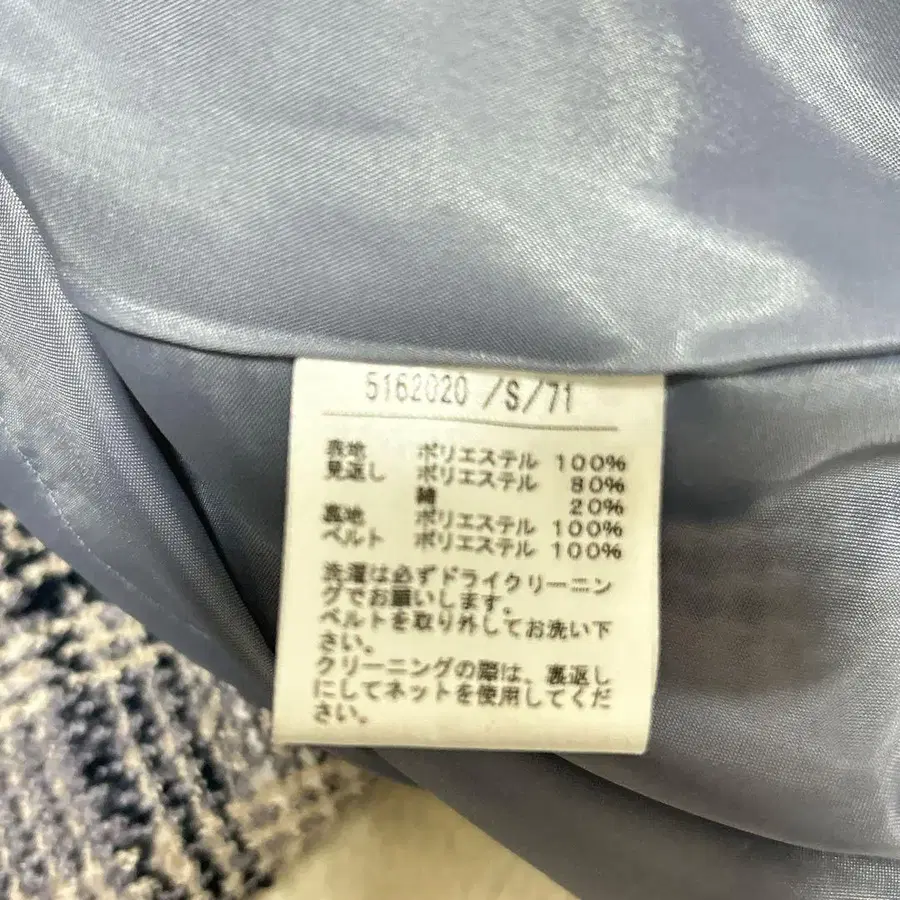 5162020 /S/71
表地 ポリエステル 100%
見返し ポリエステル 80%
綿 20%
裏地 ポリエステル 100%
ベルト ポリエステル 100%
洗濯は必ずドライクリーニン
グでお願いします。
ベルトを取り外してお洗い下
さい。
クリーニングの際は、裏返し
にしてネットを使用してくだ
さい。